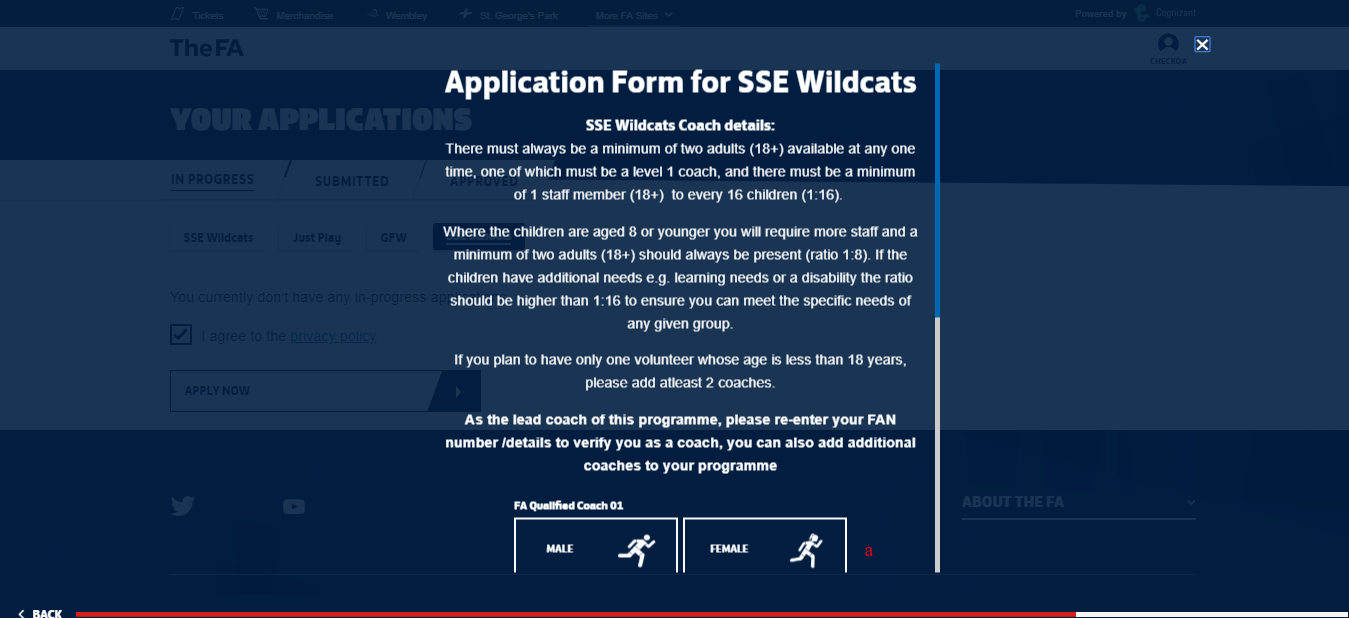 Tickets
Merchandise
Wembley
St. George's Park
More FA Sites
Powered by
Cognizant
The FA
CHECKQA
Application Form for SSE Wildcats
YOUR APPLICATIONS
SSE Wildcats Coach details:
There must always be a minimum of two adults (18+) available at any one
time, one of which must be a level 1 coach, and there must be a minimum
of 1 staff member (18+) to every 16 children (1:16).
IN PROGRESS
SUBMITTED
APPROVED
Where the children are aged 8 or younger you will require more staff and a
minimum of two adults (18+) should always be present (ratio 1:8). If the
children have additional needs e.g. learning needs or a disability the ratio
should be higher than 1:16 to ensure you can meet the specific needs of
any given group.
SSE Wildcats
Just Play
GFW
You currently don't have any in-progress
I agree to the privacy policy
If you plan to have only one volunteer whose age is less than 18 years,
please add atleast 2 coaches.
APPLY NOW
As the lead coach of this programme, please re-enter your FAN
number /details to verify you as a coach, you can also add additional
coaches to your programme
FA Qualified Coach 01
MALE
FEMALE
a
ABOUT THE FA
BACK